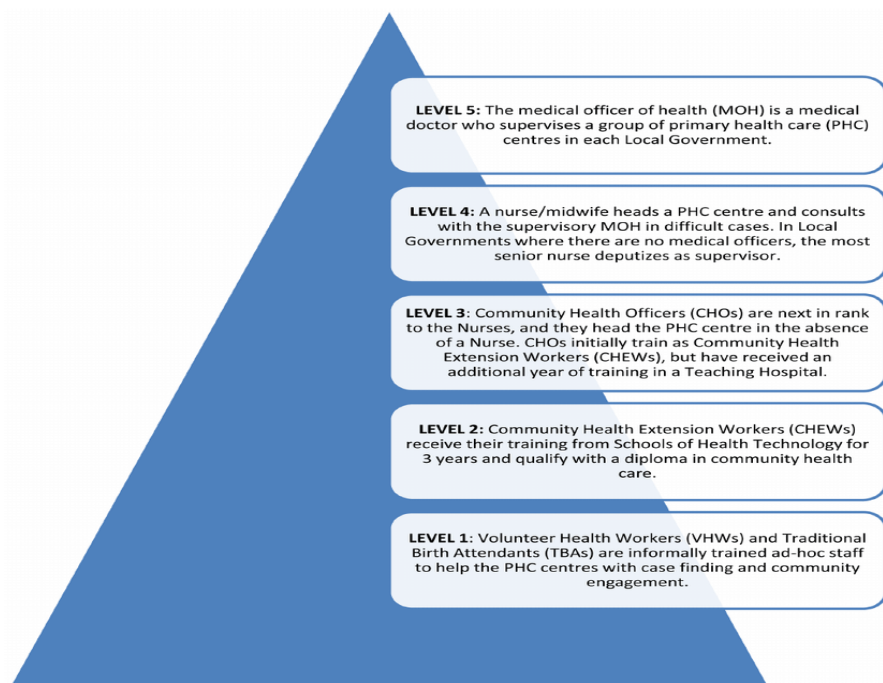 LEVEL 5: The medical officer of health (MOH) is a medical
doctor who supervises a group of primary health care (PHC)
centres in each Local Government.
LEVEL 4: A nurse/midwife heads a PHC centre and consults
with the supervisory MOH in difficult cases. In Local
Governments where there are no medical officers, the most
senior nurse deputizes as supervisor.
LEVEL 3: Community Health Officers (CHOs) are next in rank
to the Nurses, and they head the PHC centre in the absence
of a Nurse. CHOs initially train as Community Health
Extension Workers (CHEWs), but have received an
additional year of training in a Teaching Hospital.
LEVEL 2: Community Health Extension Workers (CHEWs)
receive their training from Schools of Health Technology for
3 years and qualify with a diploma in community health
care.
LEVEL 1: Volunteer Health Workers (VHWs) and Traditional
Birth Attendants (TBAs) are informally trained ad-hoc staff
to help the PHC centres with case finding and community
engagement.